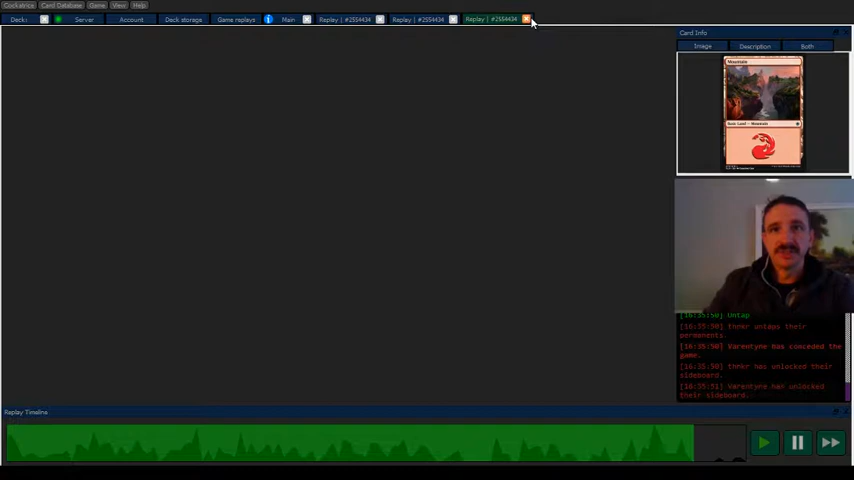 Cockatrice Card Database Game View Help
Deck: Server Account Deck storage Game replays Main Replay | #2554434 Replay | #2554434 Replay | #2554434
Card Info
Image Description Both
Mountain
Basic Land — Mountain
[16:35:50] Untap
[16:35:50] thnkr untaps their
permanents.
[16:35:50] Varentyne has conceded the
game.
[16:35:50] thnkr has unlocked their
sideboard.
[16:35:51] Varentyne has unlocked
their sideboard.
Replay Timeline